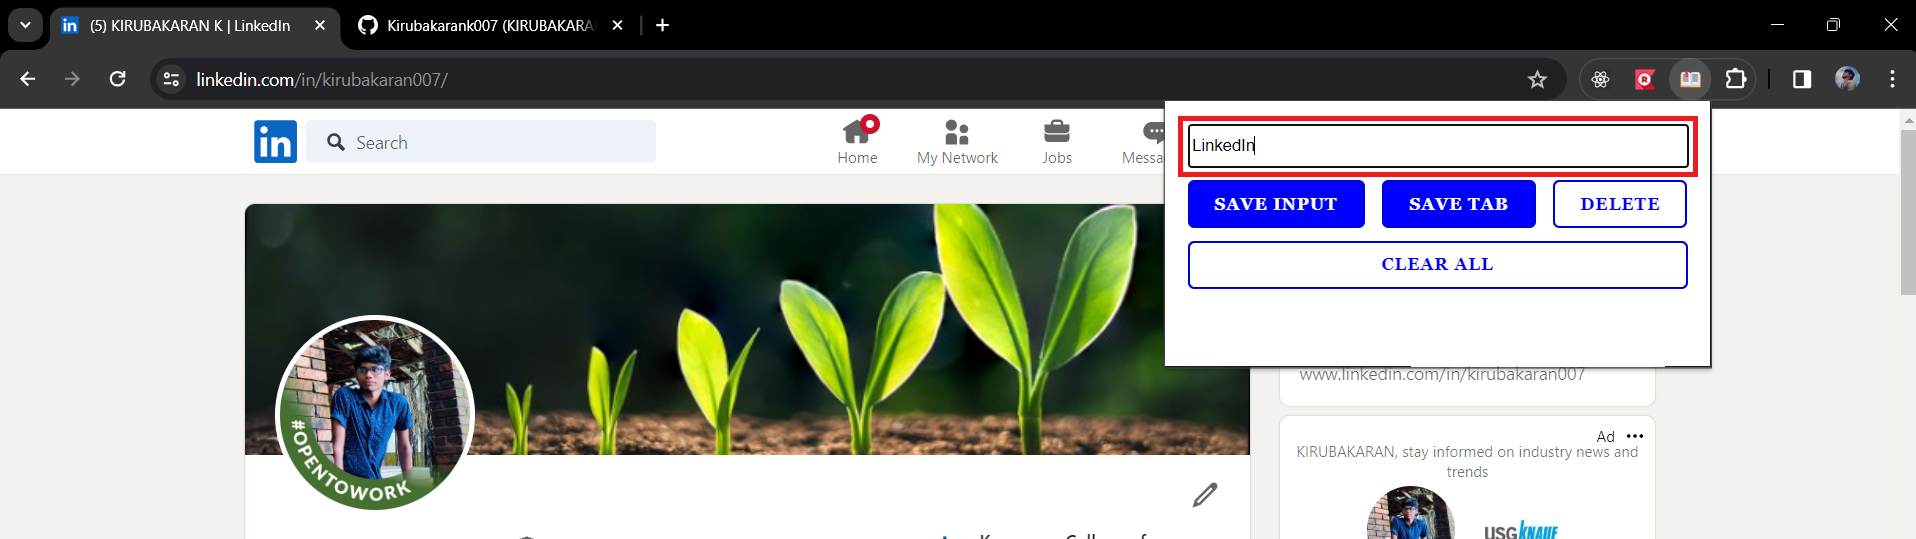 (5) KIRUBAKARAN K | LinkedIn
Kirubakarank007 (KIRUBAKARA
linkedin.com/in/kirubakaran007/
in
Search
Home
My Network
Jobs
Messa
LinkedIn
SAVE INPUT
SAVE TAB
DELETE
CLEAR ALL
#OPENTOWORK
www.linkedin.com/in/kirubakaran007
Ad
KIRUBAKARAN, stay informed on industry news and
trends
USG KNAUF